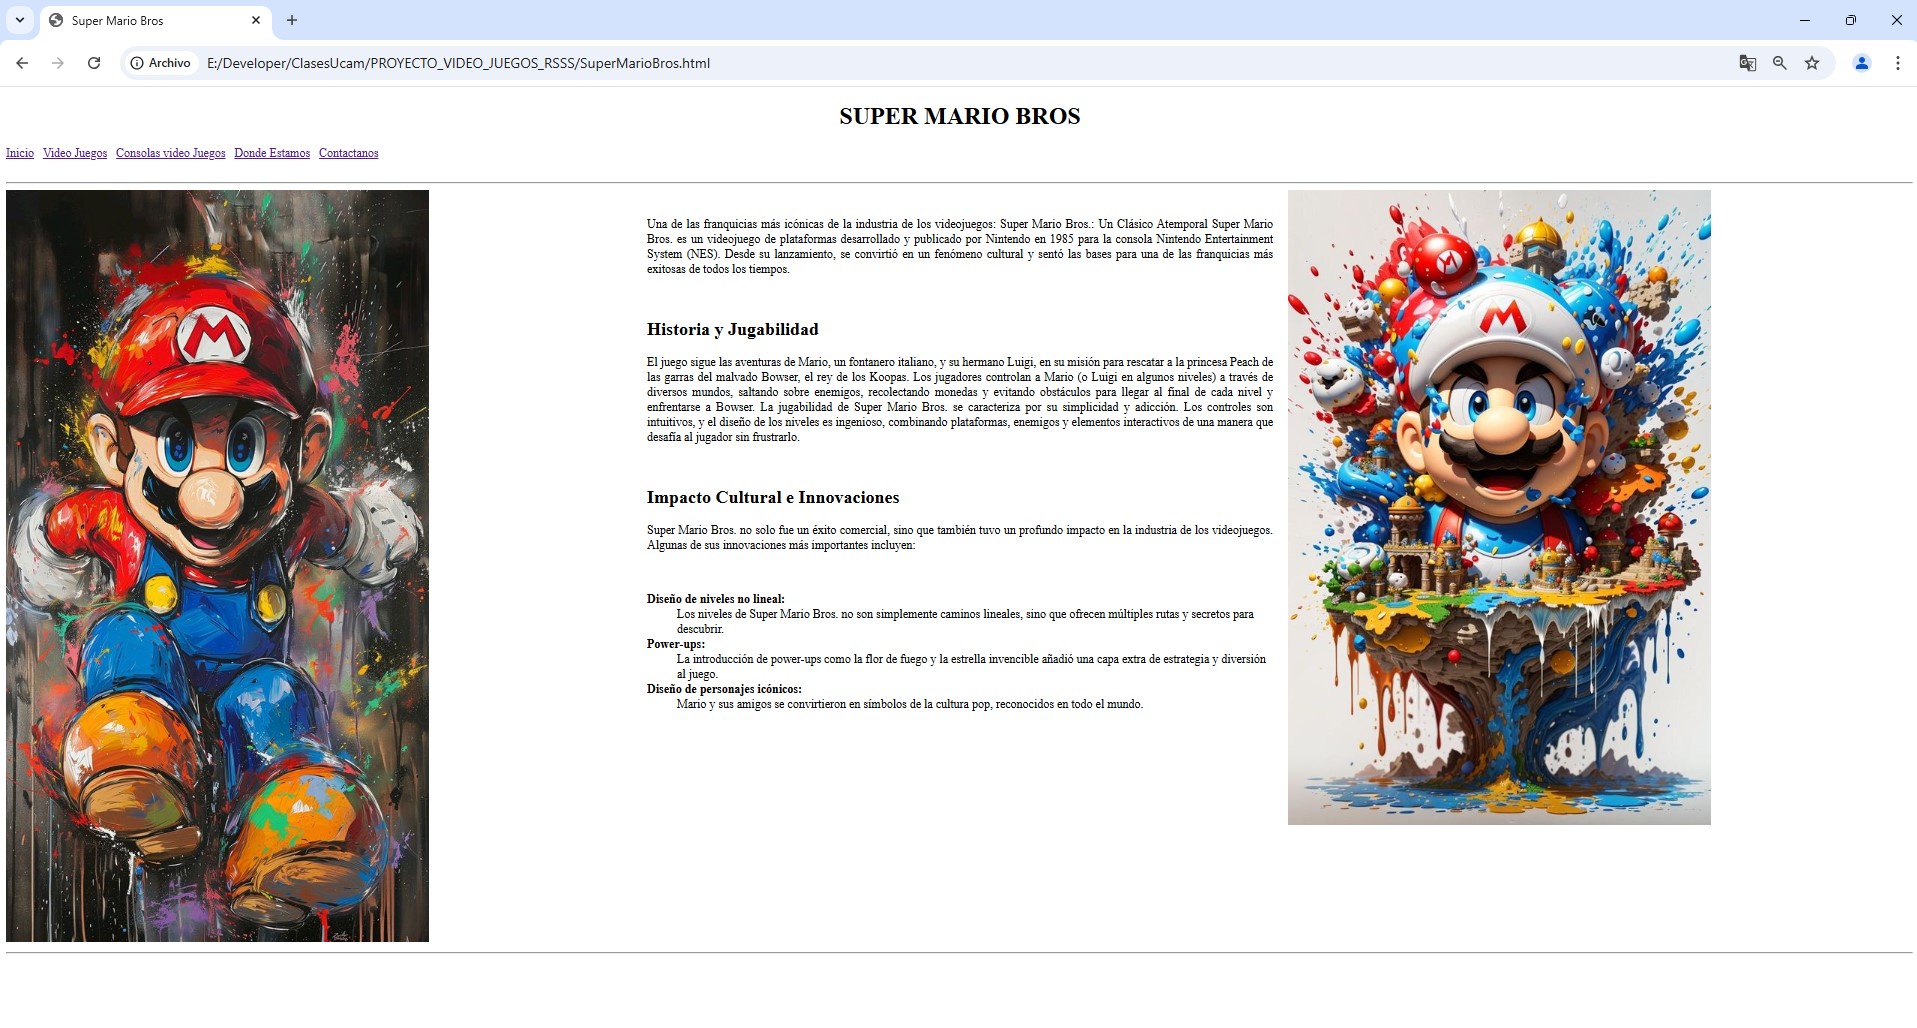 Super Mario Bros
Archivo E:/Developer/ClasesUcam/PROYECTO_VIDEO_JUEGOS_RSSS/SuperMarioBros.html
SUPER MARIO BROS
Inicio Video Juegos Consolas video Juegos Donde Estamos Contactanos
Una de las franquicias más icónicas de la industria de los videojuegos: Super Mario Bros.: Un Clásico Atemporal Super Mario
Bros. es un videojuego de plataformas desarrollado y publicado por Nintendo en 1985 para la consola Nintendo Entertainment
System (NES). Desde su lanzamiento, se convirtió en un fenómeno cultural y sentó las bases para una de las franquicias más
exitosas de todos los tiempos.
Historia y Jugabilidad
El juego sigue las aventuras de Mario, un fontanero italiano, y su hermano Luigi, en su misión para rescatar a la princesa Peach de
las garras del malvado Bowser, el rey de los Koopas. Los jugadores controlan a Mario (o Luigi en algunos niveles) a través de
diversos mundos, saltando sobre enemigos, recolectando monedas y evitando obstáculos para llegar al final de cada nivel y
enfrentarse a Bowser. La jugabilidad de Super Mario Bros. se caracteriza por su simplicidad y adicción. Los controles son
intuitivos, y el diseño de los niveles es ingenioso, combinando plataformas, enemigos y elementos interactivos de una manera que
desafía al jugador sin frustrarlo.
Impacto Cultural e Innovaciones
Super Mario Bros. no solo fue un éxito comercial, sino que también tuvo un profundo impacto en la industria de los videojuegos.
Algunas de sus innovaciones más importantes incluyen:
Diseño de niveles no lineal:
Los niveles de Super Mario Bros. no son simplemente caminos lineales, sino que ofrecen múltiples rutas y secretos para
descubrir.
Power-ups:
La introducción de power-ups como la flor de fuego y la estrella invencible añadió una capa extra de estrategia y diversión
al juego.
Diseño de personajes icónicos:
Mario y sus amigos se convirtieron en símbolos de la cultura pop, reconocidos en todo el mundo.
M
M
M